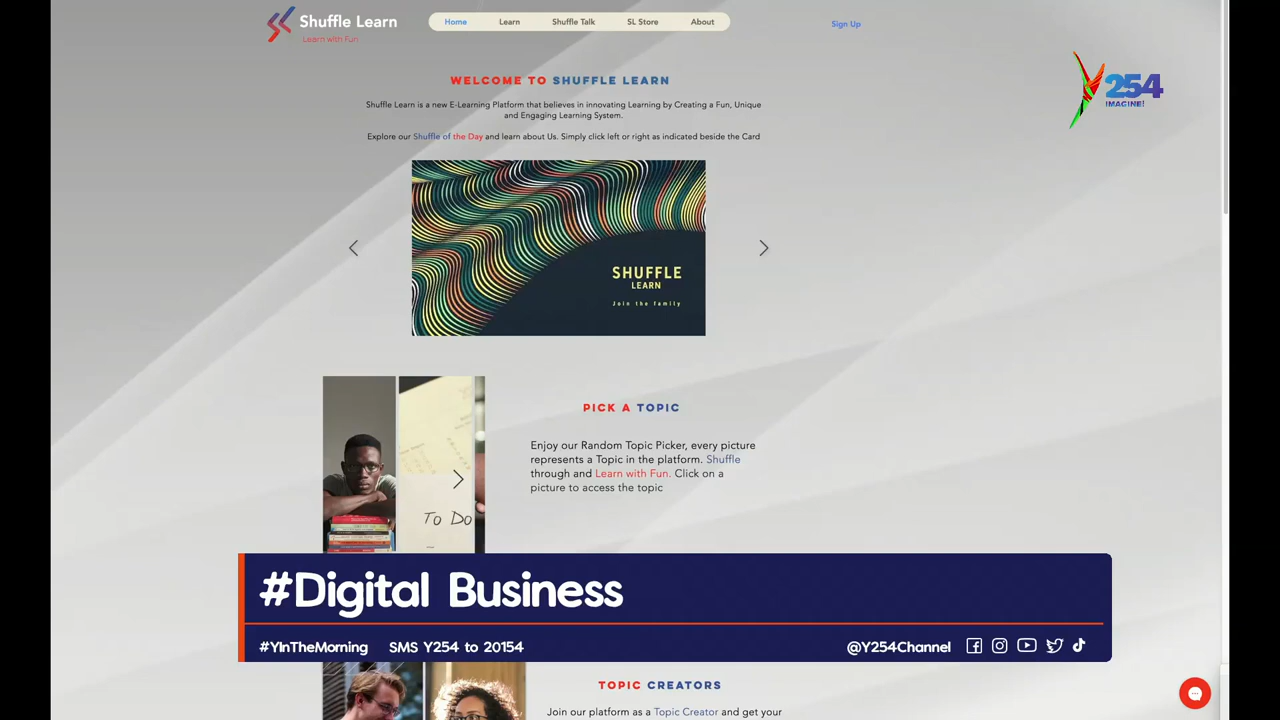 Shuffle Learn
Learn with Fun
Home Learn Shuffle Talk SL Store About
Sign Up
254
IMAGINE!
WELCOME TO SHUFFLE LEARN
Shuffle Learn is a new E-Learning Platform that believes in innovating Learning by Creating a Fun, Unique
and Engaging Learning System.
Explore our Shuffle of the Day and learn about Us. Simply click left or right as indicated beside the Card
SHUFFLE
LEARN
Join the family
PICK A TOPIC
Enjoy our Random Topic Picker, every picture
represents a Topic in the platform. Shuffle
through and Learn with Fun. Click on a
picture to access the topic
TO DO
#Digital Business
#YInTheMorning SMS Y254 to 20154
@Y254Channel
TOPIC CREATORS
Join our platform as a Topic Creator and get your